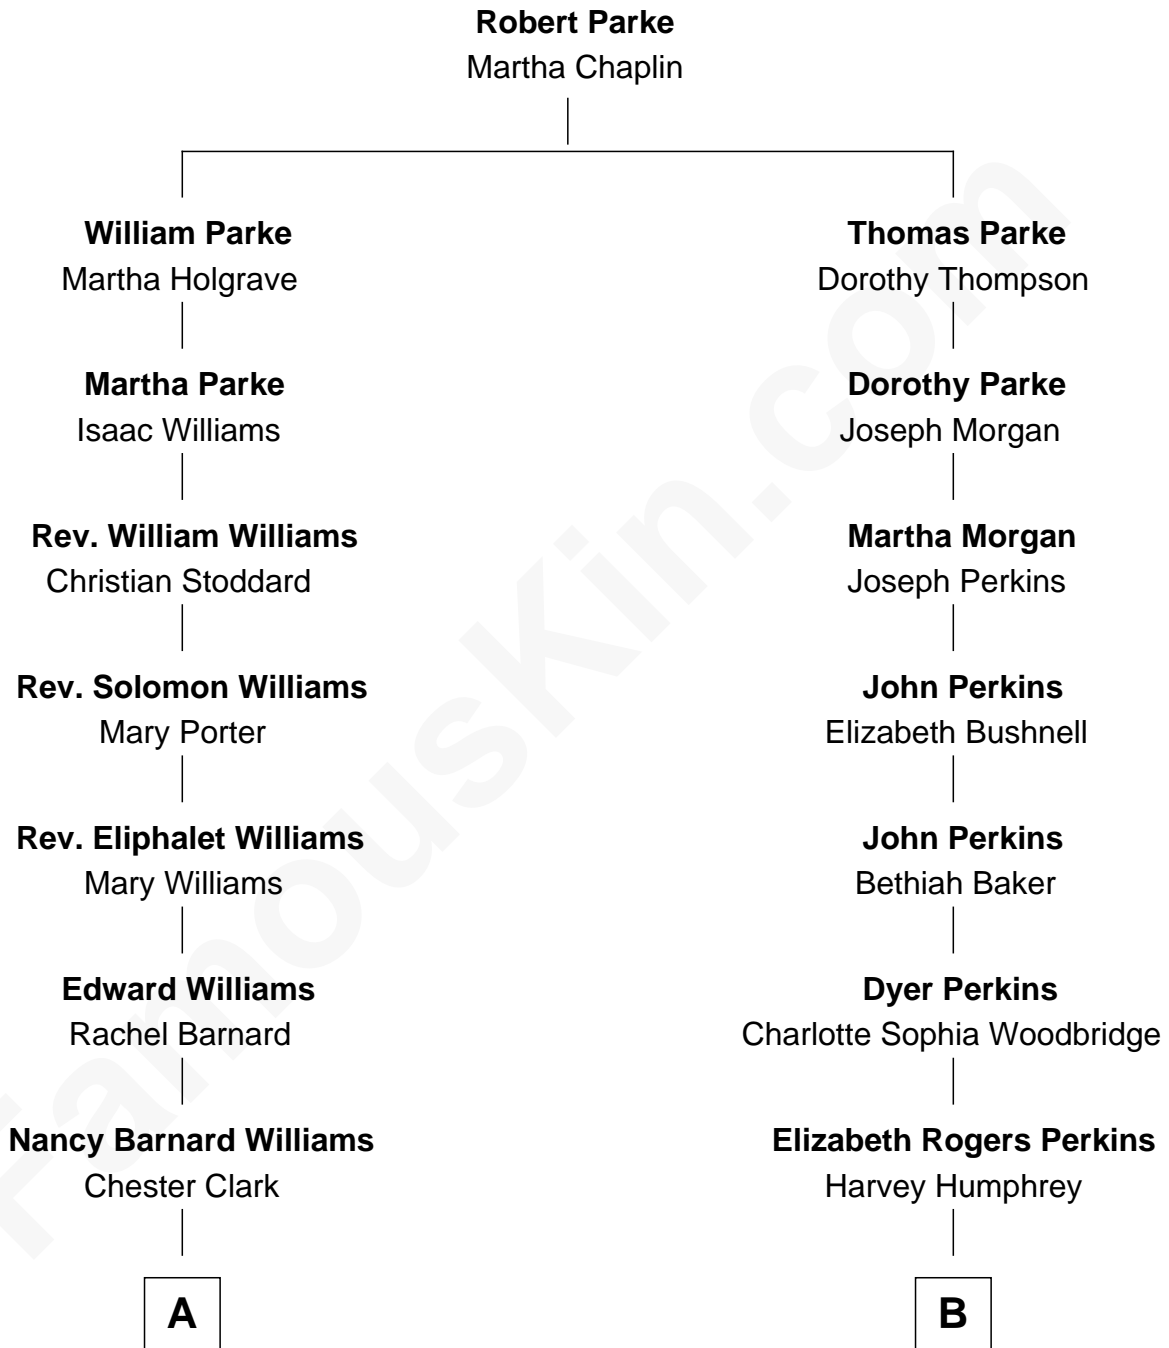 Robert Parke
Martha Chaplin
William Parke
Martha Holgrave
Thomas Parke
Dorothy Thompson
Martha Parke
Isaac Williams
Dorothy Parke
Joseph Morgan
Rev. William Williams
Christian Stoddard
Martha Morgan
Joseph Perkins
Rev. Solomon Williams
Mary Porter
John Perkins
Elizabeth Bushnell
Rev. Eliphalet Williams
Mary Williams
John Perkins
Bethiah Baker
Edward Williams
Rachel Barnard
Dyer Perkins
Charlotte Sophia Woodbridge
Nancy Barnard Williams
Chester Clark
Elizabeth Rogers Perkins
Harvey Humphrey
A
B
FamousKin.com